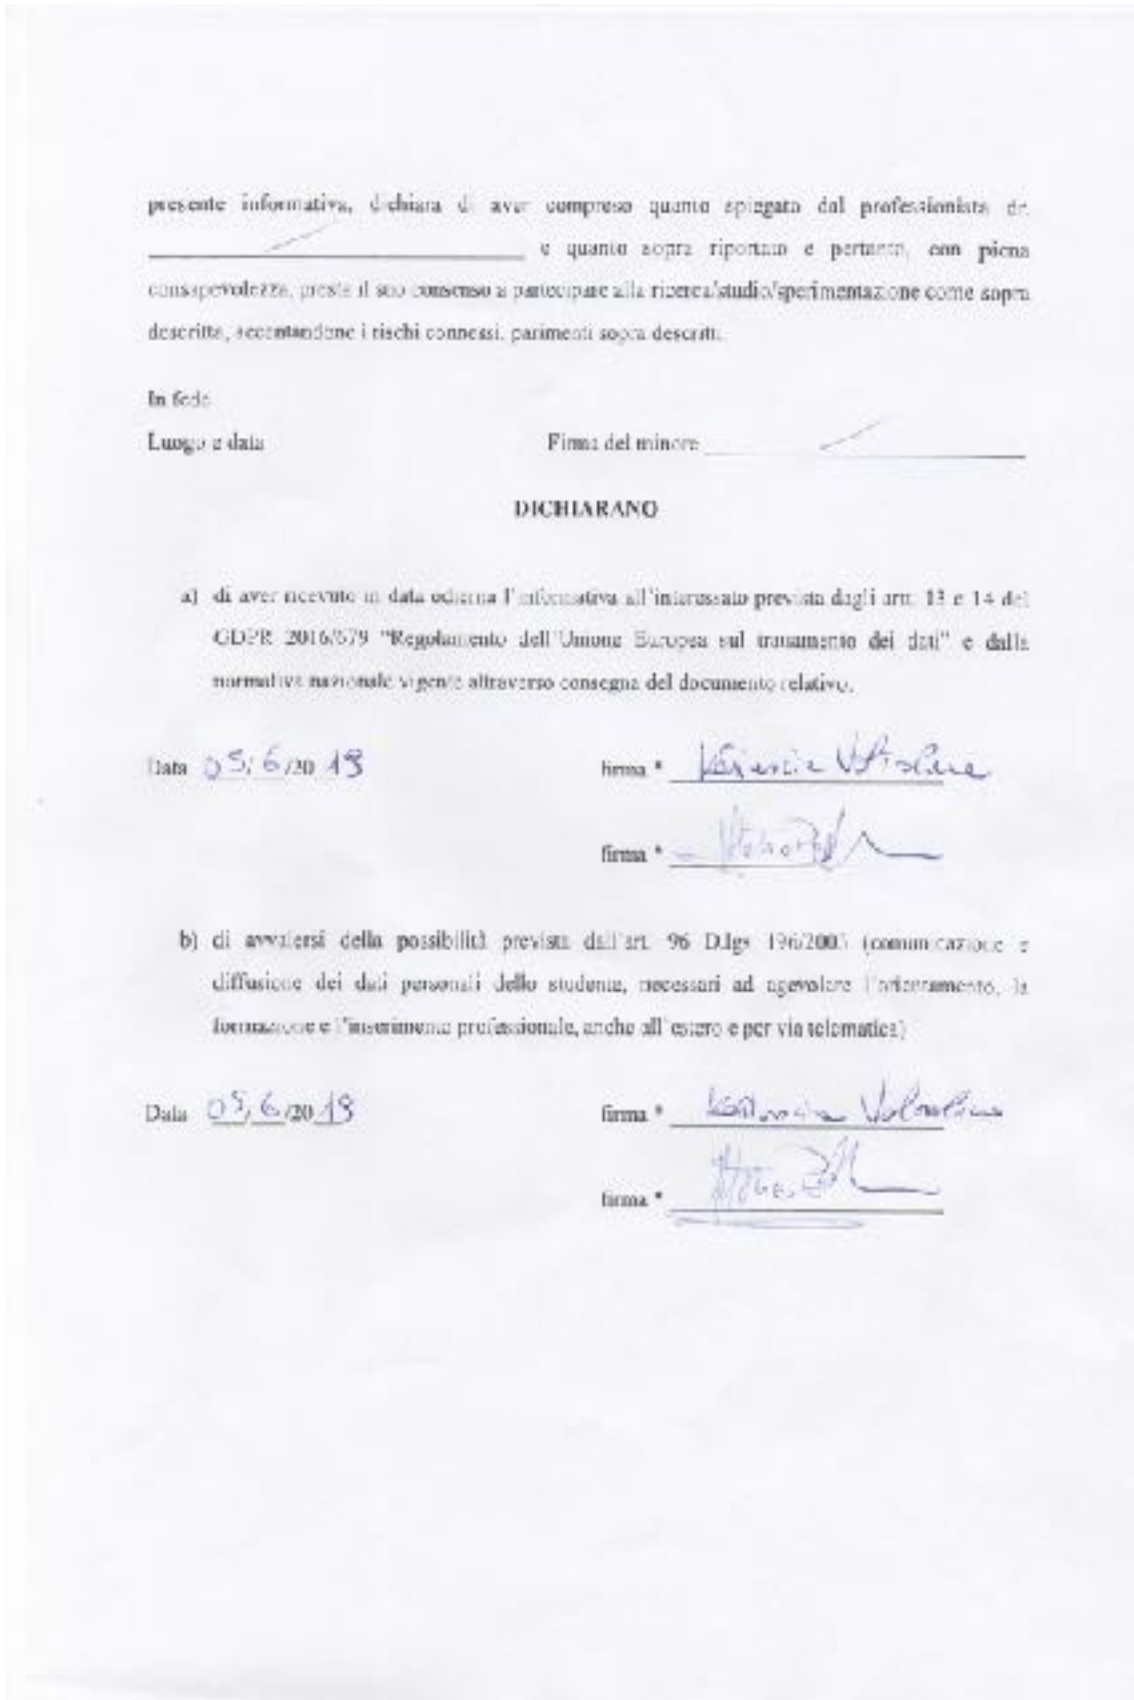 presente informativa, dichiara di aver compreso quanto spiegato dal professionista dr.
e quanto sopra riportato e pertanto, con piena
consapevolezza, presta il suo consenso a partecipare alla ricerca/studio/sperimentazione come sopra
descritta, accettandone i rischi connessi, parimenti sopra descritti.
In fede
Luogo e data Firma del minore
DICHIARANO
a) di aver ricevuto in data odierna l'informativa all'interessato prevista dagli artt. 13 e 14 del
GDPR 2016/679 "Regolamento dell'Unione Europea sul trattamento dei dati" e dalla
normativa nazionale vigente attraverso consegna del documento relativo.
Data 05/6/2019 firma *
firma *
b) di avvalersi della possibilità prevista dall'art. 96 D.lgs 196/2003 (comunicazione e
diffusione dei dati personali dello studente, necessari ad agevolare l'orientamento, la
formazione e l'inserimento professionale, anche all'estero e per via telematica)
Data 05/6/2019 firma *
firma *